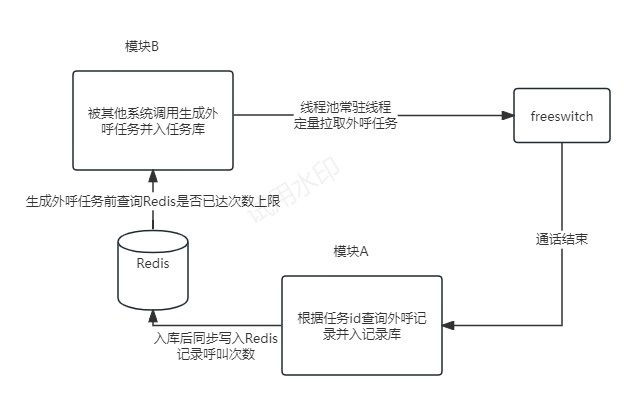 模块B
被其他系统调用生成外
呼任务并入任务库
线程池常驻线程
定量拉取外呼任务
freeswitch
试用水印
生成外呼任务前查询Redis是否已达次数上限
通话结束
Redis
模块A
根据任务id查询外呼记
录并入记录库
入库后同步写入Redis
记录呼叫次数